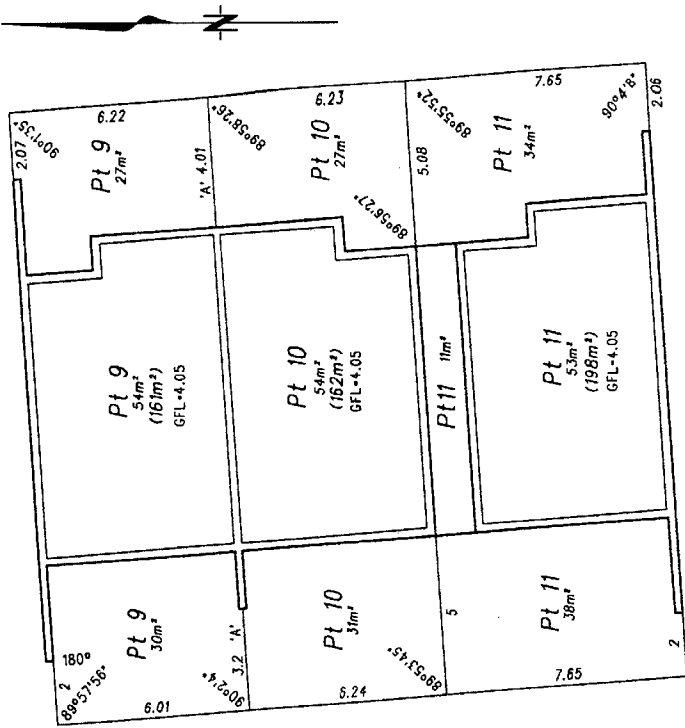 N
6.22
6.23
7.65
2.07
90°1'35"
Pt 9
27m²
'A' 4.01
89°58'26"
Pt 10
27m²
89°55'52"
5.08
Pt 11
34m²
90°4'8"
2.06
89°56'27"
Pt 9
54m²
(161m²)
GFL=4.05
Pt 10
54m²
(162m²)
GFL=4.05
Pt11 11m²
Pt 11
53m²
(198m²)
GFL=4.05
2
180°
89°57'56"
Pt 9
30m²
6.01
90°2'4"
3.2 'A'
Pt 10
31m²
6.24
89°53'45"
5
Pt 11
38m²
7.65
2